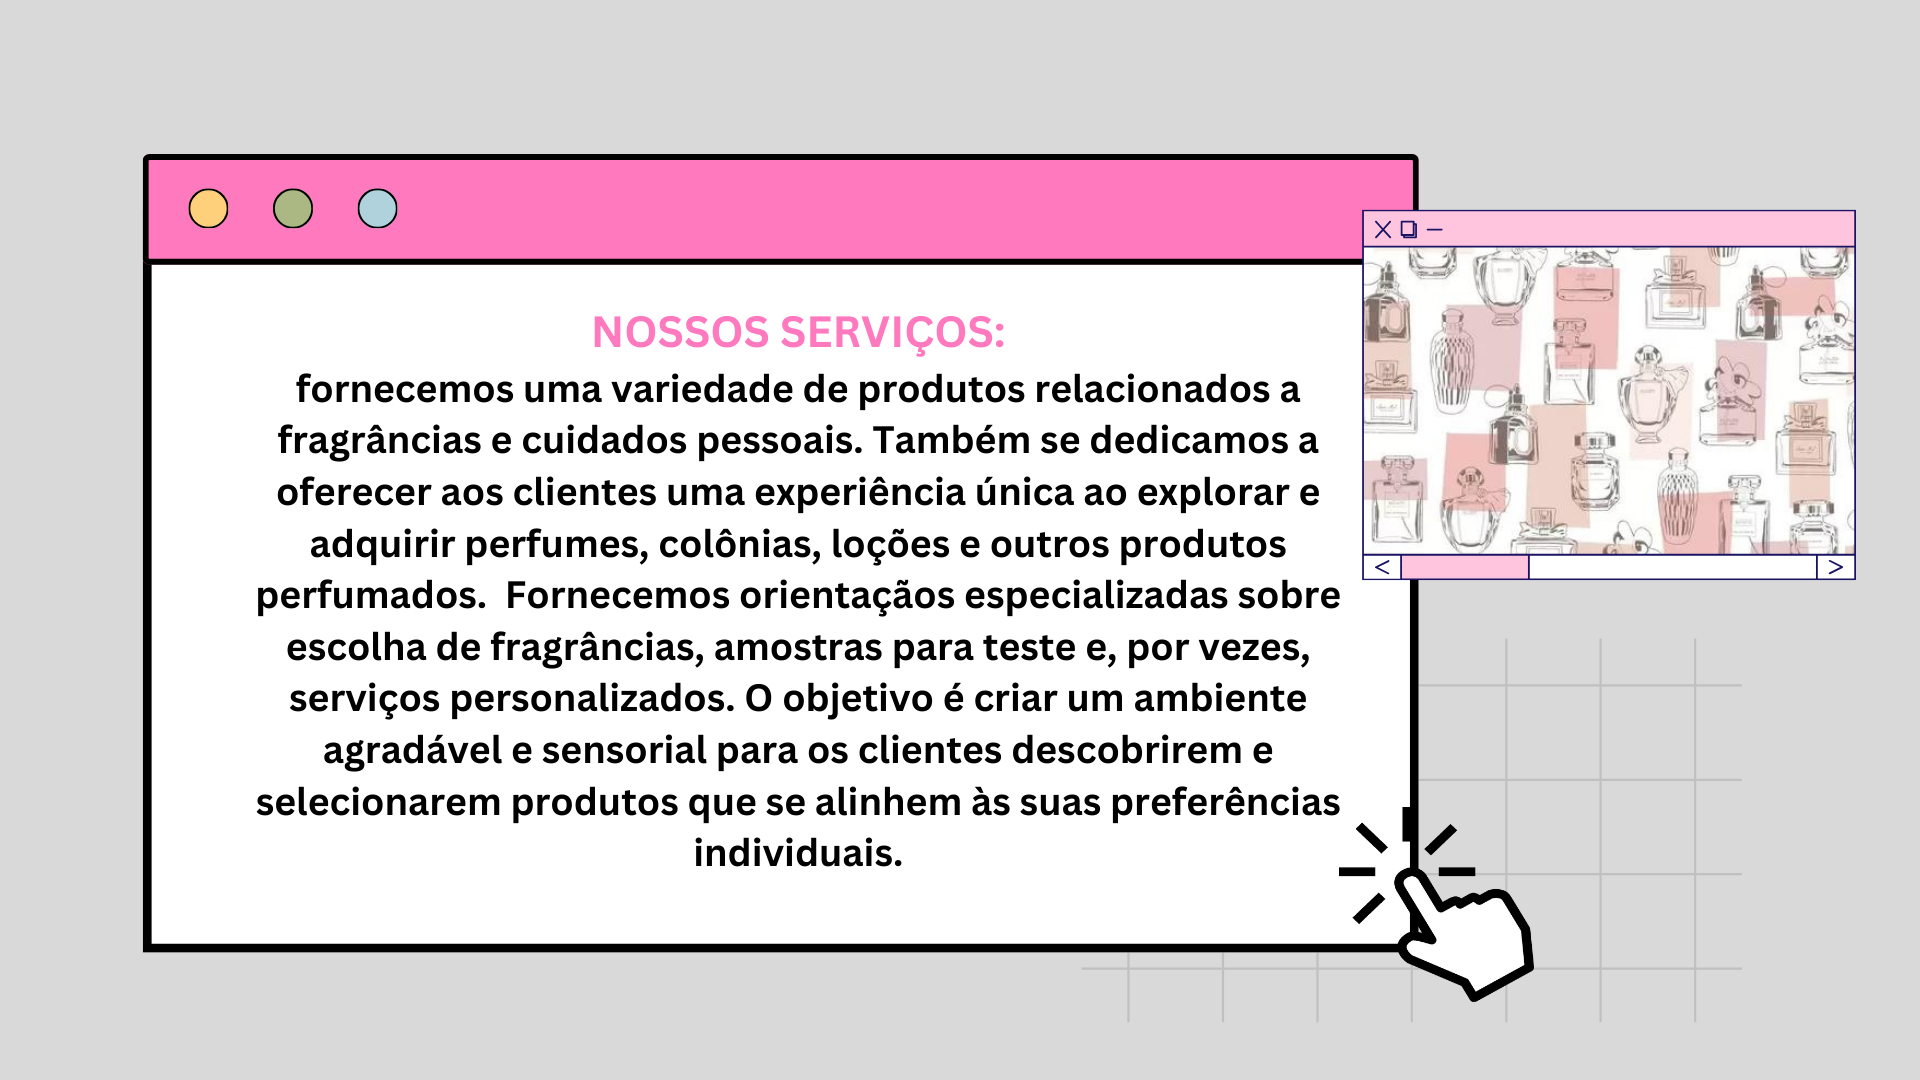 NOSSOS SERVIÇOS:
fornecemos uma variedade de produtos relacionados a
fragrâncias e cuidados pessoais. Também se dedicamos a
oferecer aos clientes uma experiência única ao explorar e
adquirir perfumes, colônias, loções e outros produtos
perfumados.  Fornecemos orientaçãos especializadas sobre
escolha de fragrâncias, amostras para teste e, por vezes,
serviços personalizados. O objetivo é criar um ambiente
agradável e sensorial para os clientes descobrirem e
selecionarem produtos que se alinhem às suas preferências
individuais.